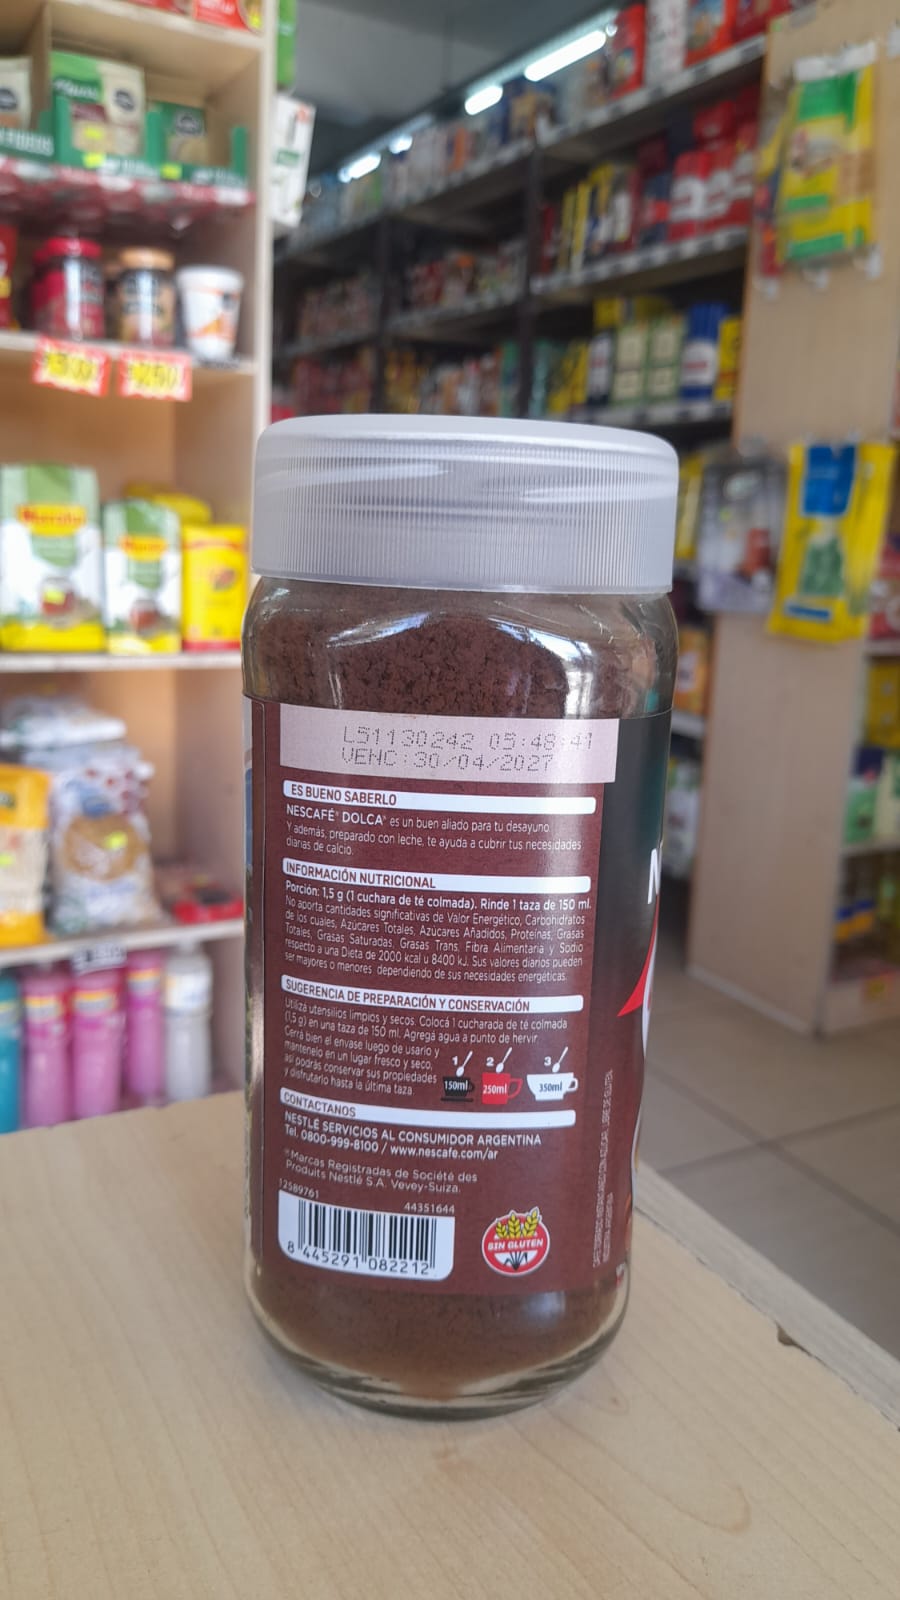 L51130242 05:48:41
VENC:30/04/2027
ES BUENO SABERLO
NESCAFÉ® DOLCA® es un buen aliado para tu desayuno
Y además, preparado con leche, te ayuda a cubrir tus necesidades
diarias de calcio.
INFORMACIÓN NUTRICIONAL
Porción: 1,5 g (1 cuchara de té colmada). Rinde 1 taza de 150 ml.
No aporta cantidades significativas de Valor Energético, Carbohidratos
de los cuales, Azúcares Totales, Azúcares Añadidos, Proteínas, Grasas
Totales, Grasas Saturadas, Grasas Trans, Fibra Alimentaria y Sodio
respecto a una Dieta de 2000 kcal u 8400 kJ. Sus valores diarios pueden
ser mayores o menores dependiendo de sus necesidades energéticas.
SUGERENCIA DE PREPARACIÓN Y CONSERVACIÓN
Utilizá utensilios limpios y secos. Colocá 1 cucharada de té colmada
(1,5 g) en una taza de 150 ml. Agregá agua a punto de hervir.
Cerrá bien el envase luego de usarlo y
mantenelo en un lugar fresco y seco,
así podrás conservar sus propiedades
y disfrutarlo hasta la última taza.
1 2 3
150ml 250ml 350ml
CONTACTANOS
NESTLÉ SERVICIOS AL CONSUMIDOR ARGENTINA
Tel. 0800-999-8100 / www.nescafe.com/ar
®Marcas Registradas de Société des
Produits Nestlé S.A. Vevey-Suiza.
12589761
44351644
8 445291 082212
SIN GLUTEN